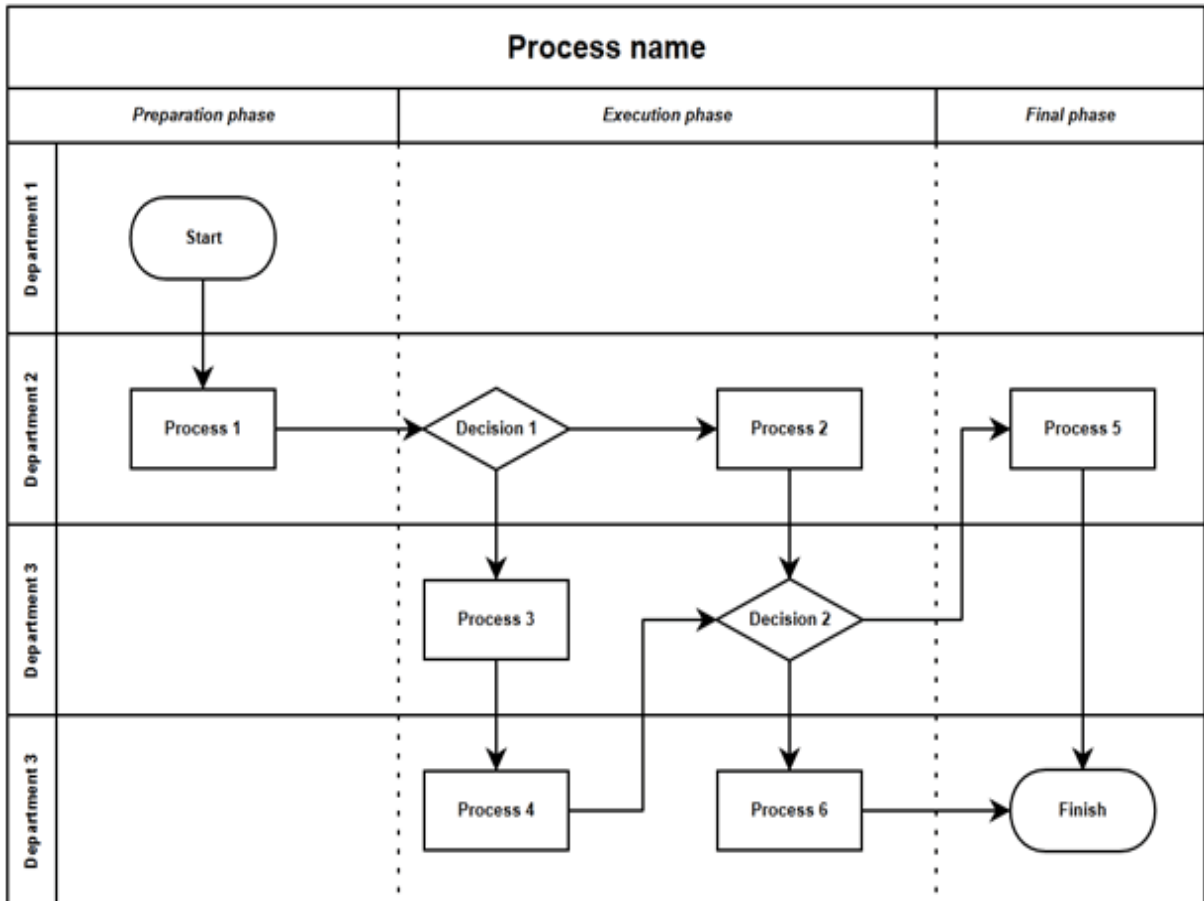 Process name
Preparation phase
Execution phase
Final phase
Department 1
Start
Department 2
Process 1
Decision 1
Process 2
Process 5
Department 3
Process 3
Decision 2
Department 3
Process 4
Process 6
Finish